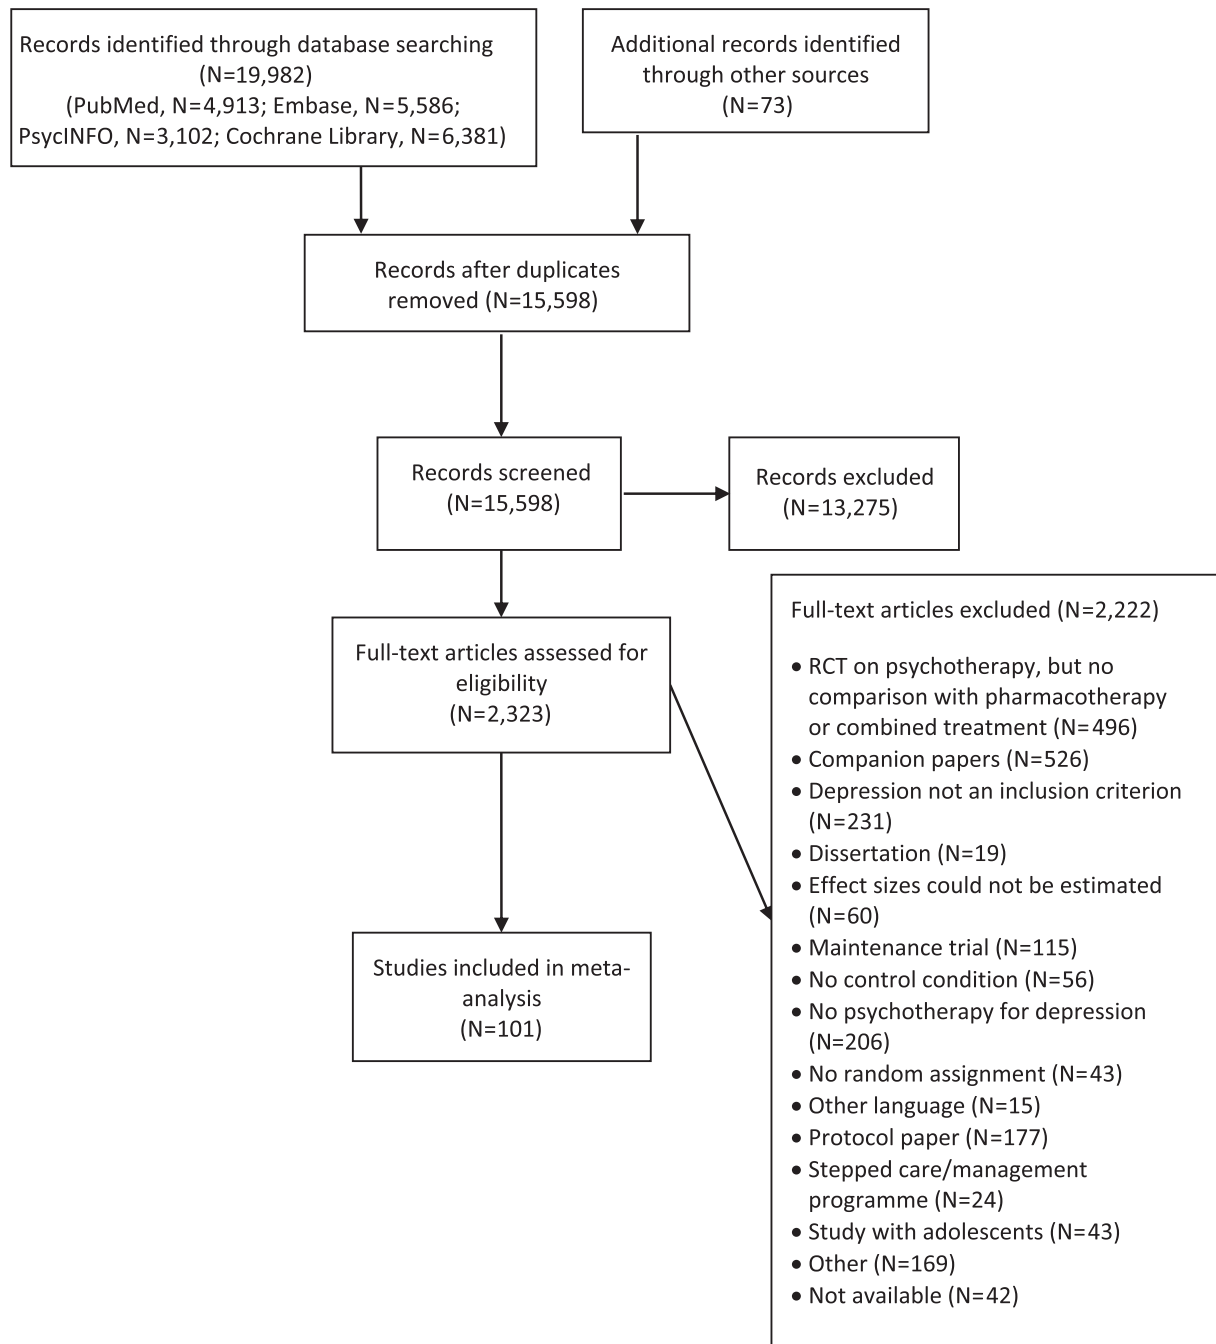 Records identified through database searching
(N=19,982)
(PubMed, N=4,913; Embase, N=5,586;
PsycINFO, N=3,102; Cochrane Library, N=6,381)
Additional records identified
through other sources
(N=73)
Records after duplicates
removed (N=15,598)
Records screened
(N=15,598)
Records excluded
(N=13,275)
Full-text articles assessed for
eligibility
(N=2,323)
Full-text articles excluded (N=2,222)
• RCT on psychotherapy, but no
comparison with pharmacotherapy
or combined treatment (N=496)
• Companion papers (N=526)
• Depression not an inclusion criterion
(N=231)
• Dissertation (N=19)
• Effect sizes could not be estimated
(N=60)
• Maintenance trial (N=115)
• No control condition (N=56)
• No psychotherapy for depression
(N=206)
• No random assignment (N=43)
• Other language (N=15)
• Protocol paper (N=177)
• Stepped care/management
programme (N=24)
• Study with adolescents (N=43)
• Other (N=169)
• Not available (N=42)
Studies included in meta-
analysis
(N=101)